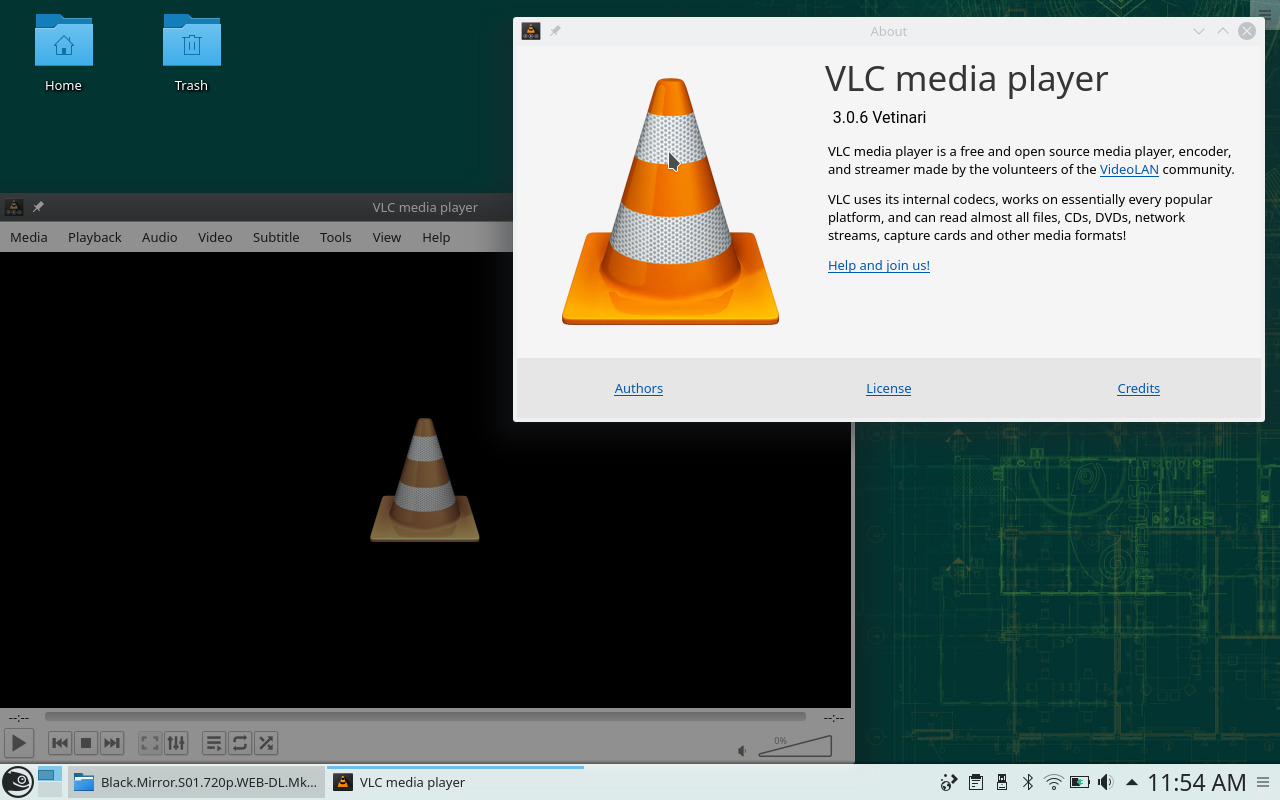 Home
Trash
About
VLC media player
3.0.6 Vetinari
VLC media player is a free and open source media player, encoder,
and streamer made by the volunteers of the VideoLAN community.
VLC uses its internal codecs, works on essentially every popular
platform, and can read almost all files, CDs, DVDs, network
streams, capture cards and other media formats!
Help and join us!
Authors License Credits
VLC media player
Media Playback Audio Video Subtitle Tools View Help
--:-- --:--
0%
Black.Mirror.S01.720p.WEB-DL.Mk... VLC media player 11:54 AM